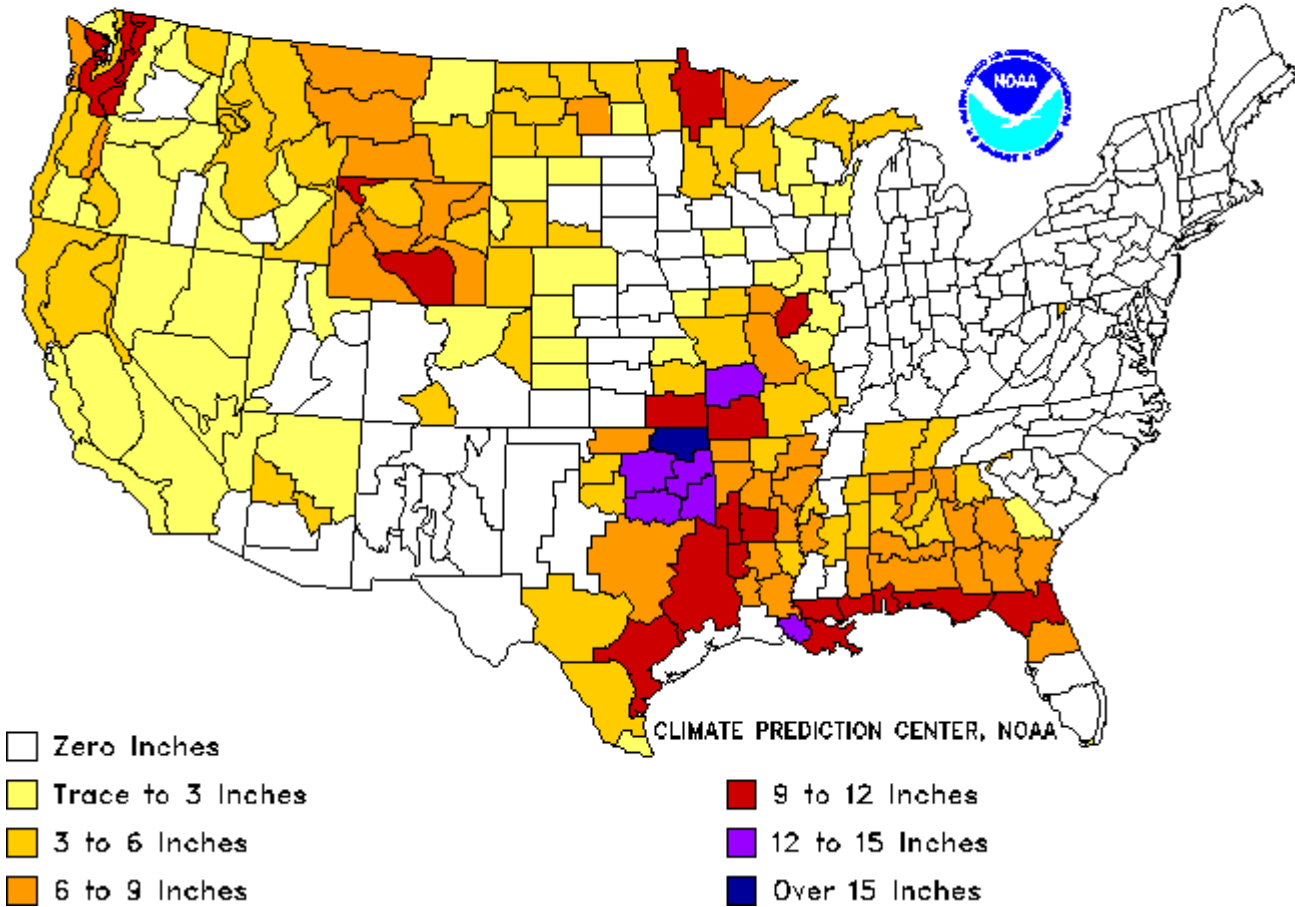 NOAA
CLIMATE PREDICTION CENTER, NOAA
Zero Inches
Trace to 3 Inches
3 to 6 Inches
6 to 9 Inches
9 to 12 Inches
12 to 15 Inches
Over 15 Inches